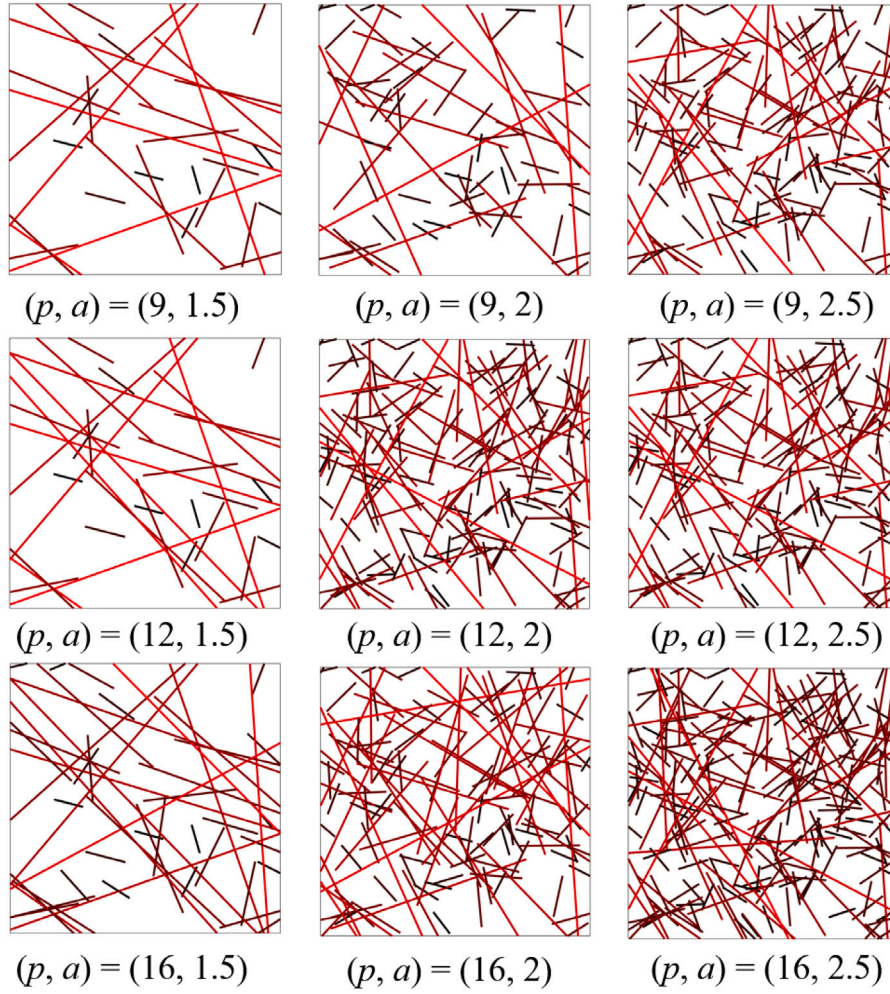 (p, a) = (9, 1.5) (p, a) = (9, 2) (p, a) = (9, 2.5)
(p, a) = (12, 1.5) (p, a) = (12, 2) (p, a) = (12, 2.5)
(p, a) = (16, 1.5) (p, a) = (16, 2) (p, a) = (16, 2.5)